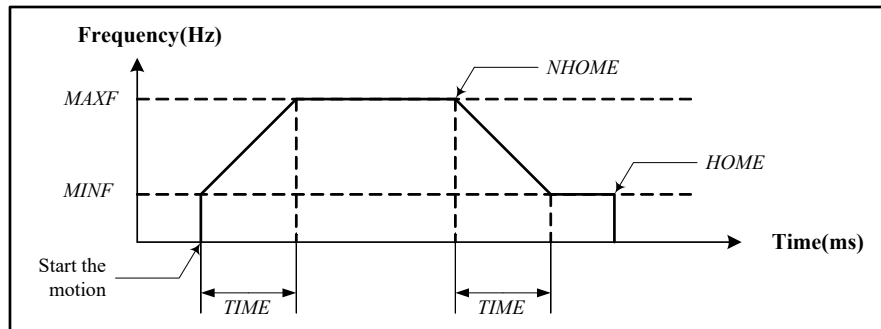 Frequency(Hz)
NHOME
MAXF
HOME
MINF
Time(ms)
Start the
motion
TIME
TIME